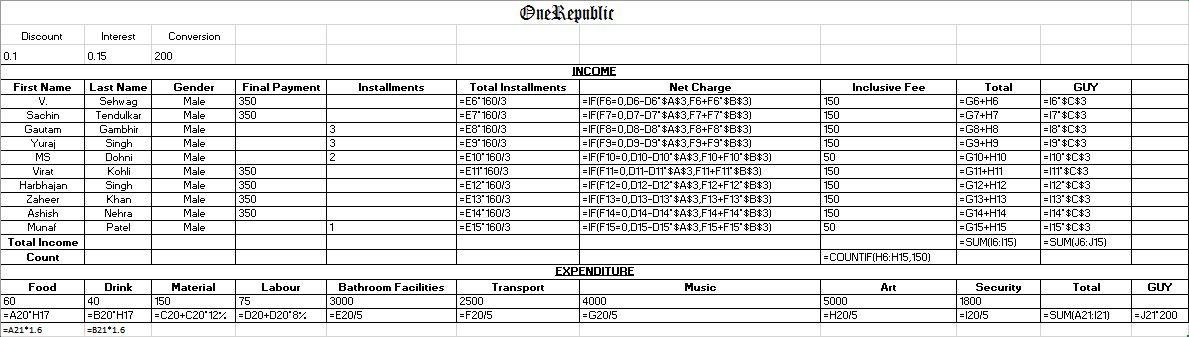 OneRepublic
Discount Interest Conversion
0.1 0.15 200
INCOME
First Name Last Name Gender Final Payment Installments Total Installments Net Charge Inclusive Fee Total GUY
V. Sehwag Male 350 =E6*160/3 =IF(F6=0,D6-D6*$A$3,F6+F6*$B$3) 150 =G6+H6 =I6*$C$3
Sachin Tendulkar Male 350 =E7*160/3 =IF(F7=0,D7-D7*$A$3,F7+F7*$B$3) 150 =G7+H7 =I7*$C$3
Gautam Gambhir Male 3 =E8*160/3 =IF(F8=0,D8-D8*$A$3,F8+F8*$B$3) 150 =G8+H8 =I8*$C$3
Yuraj Singh Male 3 =E9*160/3 =IF(F9=0,D9-D9*$A$3,F9+F9*$B$3) 150 =G9+H9 =I9*$C$3
MS Dohni Male 2 =E10*160/3 =IF(F10=0,D10-D10*$A$3,F10+F10*$B$3) 50 =G10+H10 =I10*$C$3
Virat Kohli Male 350 =E11*160/3 =IF(F11=0,D11-D11*$A$3,F11+F11*$B$3) 150 =G11+H11 =I11*$C$3
Harbhajan Singh Male 350 =E12*160/3 =IF(F12=0,D12-D12*$A$3,F12+F12*$B$3) 150 =G12+H12 =I12*$C$3
Zaheer Khan Male 350 =E13*160/3 =IF(F13=0,D13-D13*$A$3,F13+F13*$B$3) 150 =G13+H13 =I13*$C$3
Ashish Nehra Male 350 =E14*160/3 =IF(F14=0,D14-D14*$A$3,F14+F14*$B$3) 150 =G14+H14 =I14*$C$3
Munaf Patel Male 1 =E15*160/3 =IF(F15=0,D15-D15*$A$3,F15+F15*$B$3) 50 =G15+H15 =I15*$C$3
Total Income =SUM(I6:I15) =SUM(J6:J15)
Count =COUNTIF(H6:H15,150)
EXPENDITURE
Food Drink Material Labour Bathroom Facilities Transport Music Art Security Total GUY
60 40 150 75 3000 2500 4000 5000 1800
=A20*H17 =B20*H17 =C20+C20*12% =D20+D20*8% =E20/5 =F20/5 =G20/5 =H20/5 =I20/5 =SUM(A21:I21) =J21*200
=A21*1.6 =B21*1.6